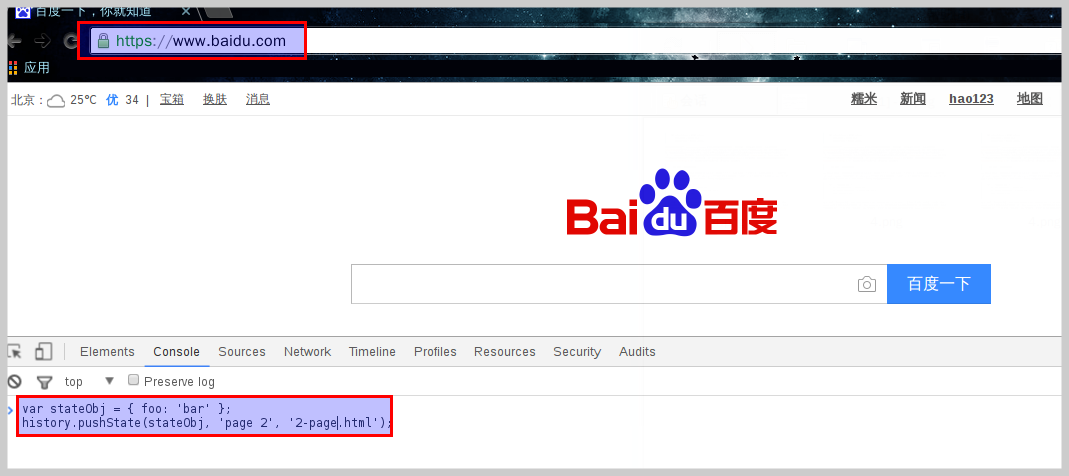 百度一下，你就知道
https://www.baidu.com
应用
北京： 25℃ 优 34 | 宝箱 换肤 消息 糯米 新闻 hao123 地图
Bai du 百度
百度一下
Elements Console Sources Network Timeline Profiles Resources Security Audits
top Preserve log
var stateObj = { foo: 'bar' };
history.pushState(stateObj, 'page 2', '2-page.html');